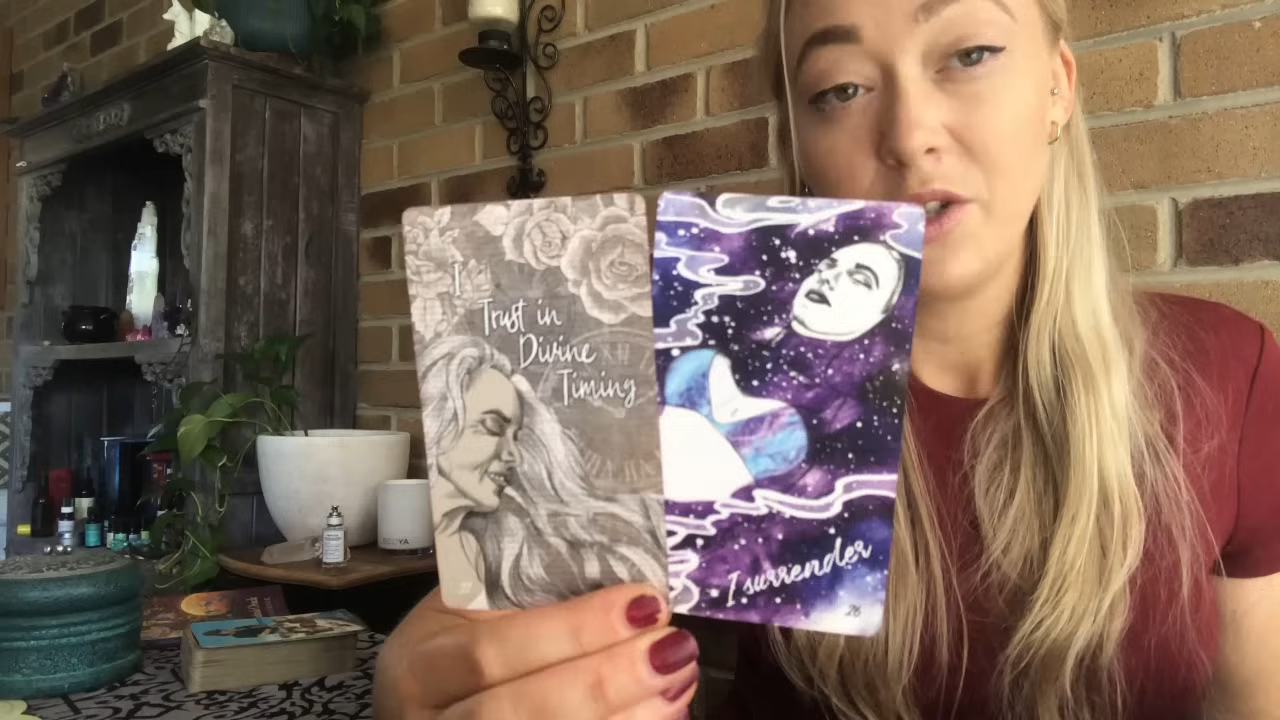 I
Trust in
Divine
Timing
I surrender
26